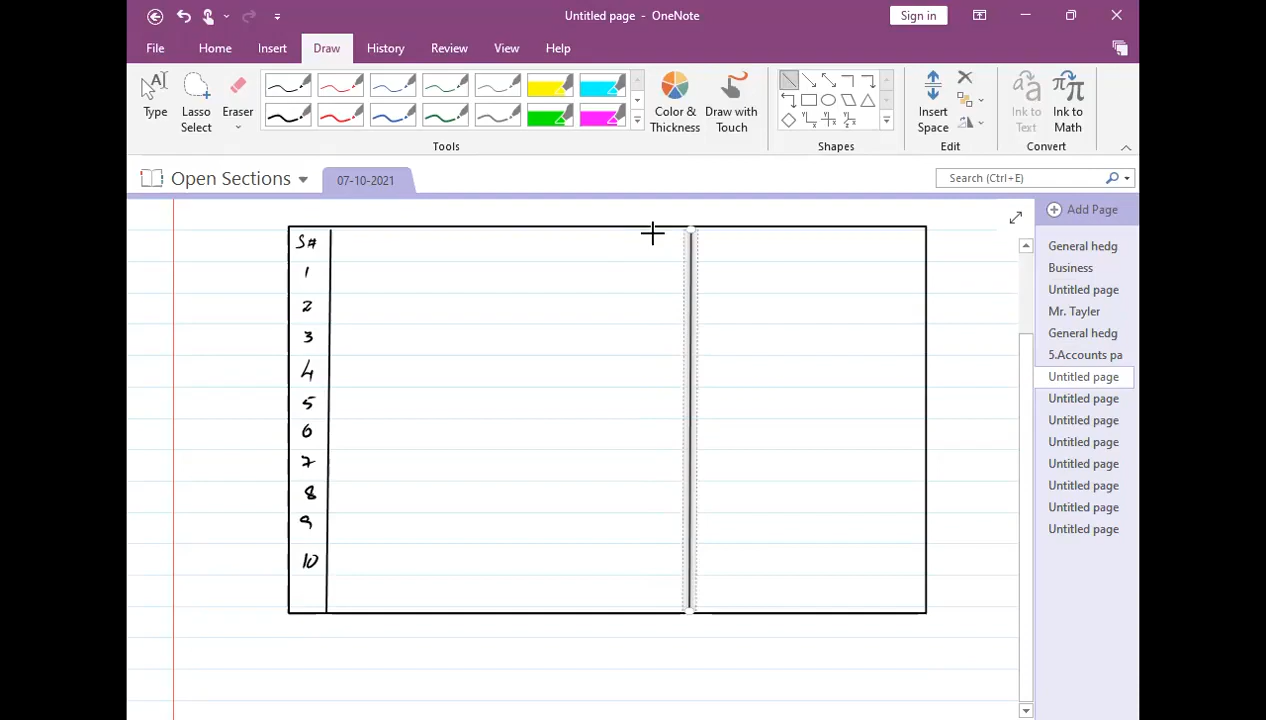 Untitled page - OneNote
Sign in
File Home Insert Draw History Review View Help
Type
Lasso Select
Eraser
Color & Thickness
Draw with Touch
Insert Space
Ink to Text
Ink to Math
Tools
Shapes
Edit
Convert
Open Sections
07-10-2021
Search (Ctrl+E)
Add Page
General hedg
Business
Untitled page
Mr. Tayler
General hedg
5.Accounts pa
Untitled page
Untitled page
Untitled page
Untitled page
Untitled page
Untitled page
Untitled page
Untitled page
S#
1
2
3
4
5
6
7
8
9
10